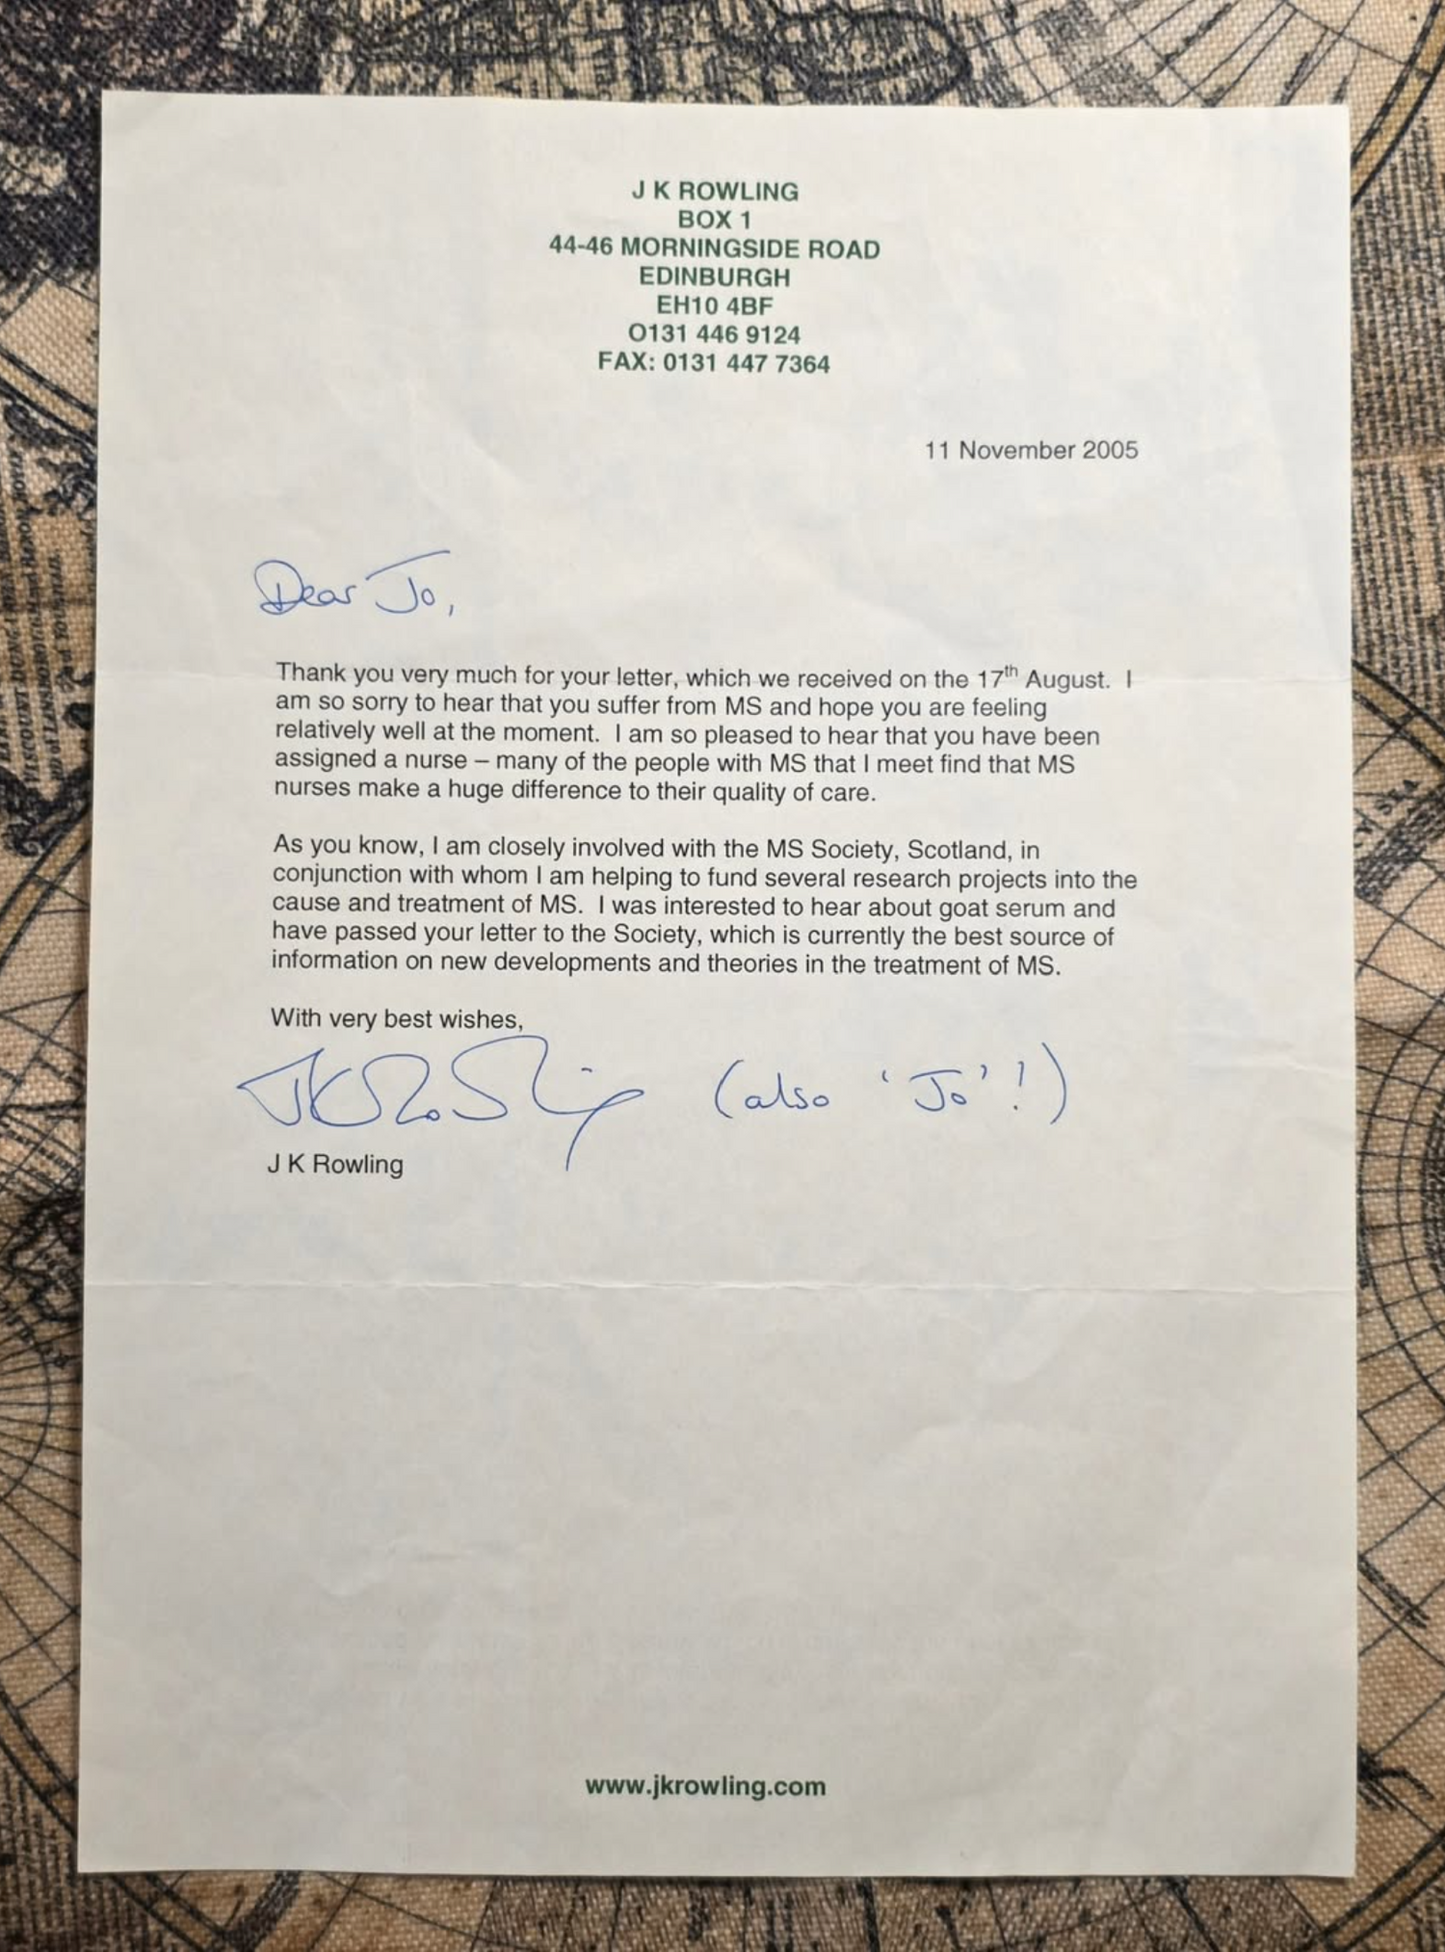 J K ROWLING
BOX 1
44-46 MORNINGSIDE ROAD
EDINBURGH
EH10 4BF
0131 446 9124
FAX: 0131 447 7364
11 November 2005
Dear Jo,
Thank you very much for your letter, which we received on the 17th August. I
am so sorry to hear that you suffer from MS and hope you are feeling
relatively well at the moment. I am so pleased to hear that you have been
assigned a nurse – many of the people with MS that I meet find that MS
nurses make a huge difference to their quality of care.
As you know, I am closely involved with the MS Society, Scotland, in
conjunction with whom I am helping to fund several research projects into the
cause and treatment of MS. I was interested to hear about goat serum and
have passed your letter to the Society, which is currently the best source of
information on new developments and theories in the treatment of MS.
With very best wishes,
JK Rowling (also 'Jo'!)
J K Rowling
www.jkrowling.com